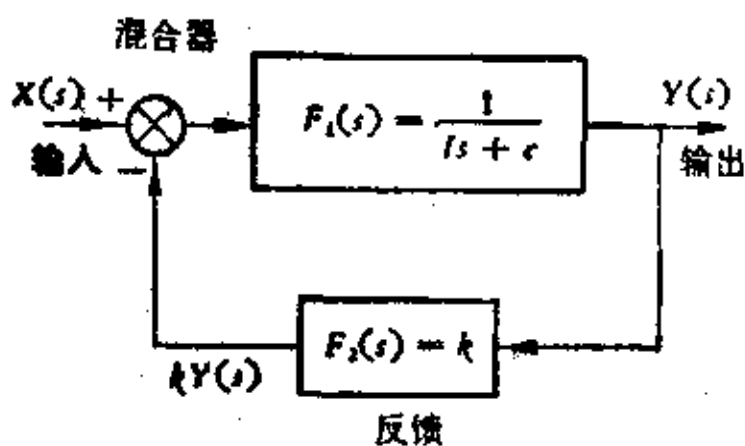 混合器
X(s) +
输入 −
F₁(s) = 1 / (Is + c)
Y(s)
输出
F₂(s) = k
kY(s)
反馈